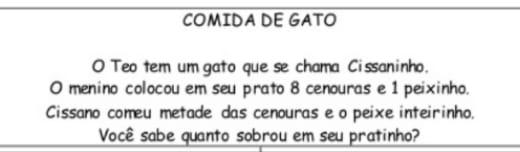 COMIDA DE GATO
O Teo tem um gato que se chama Cissaninho.
O menino colocou em seu prato 8 cenouras e 1 peixinho.
Cissano comeu metade das cenouras e o peixe inteirinho.
Você sabe quanto sobrou em seu pratinho?